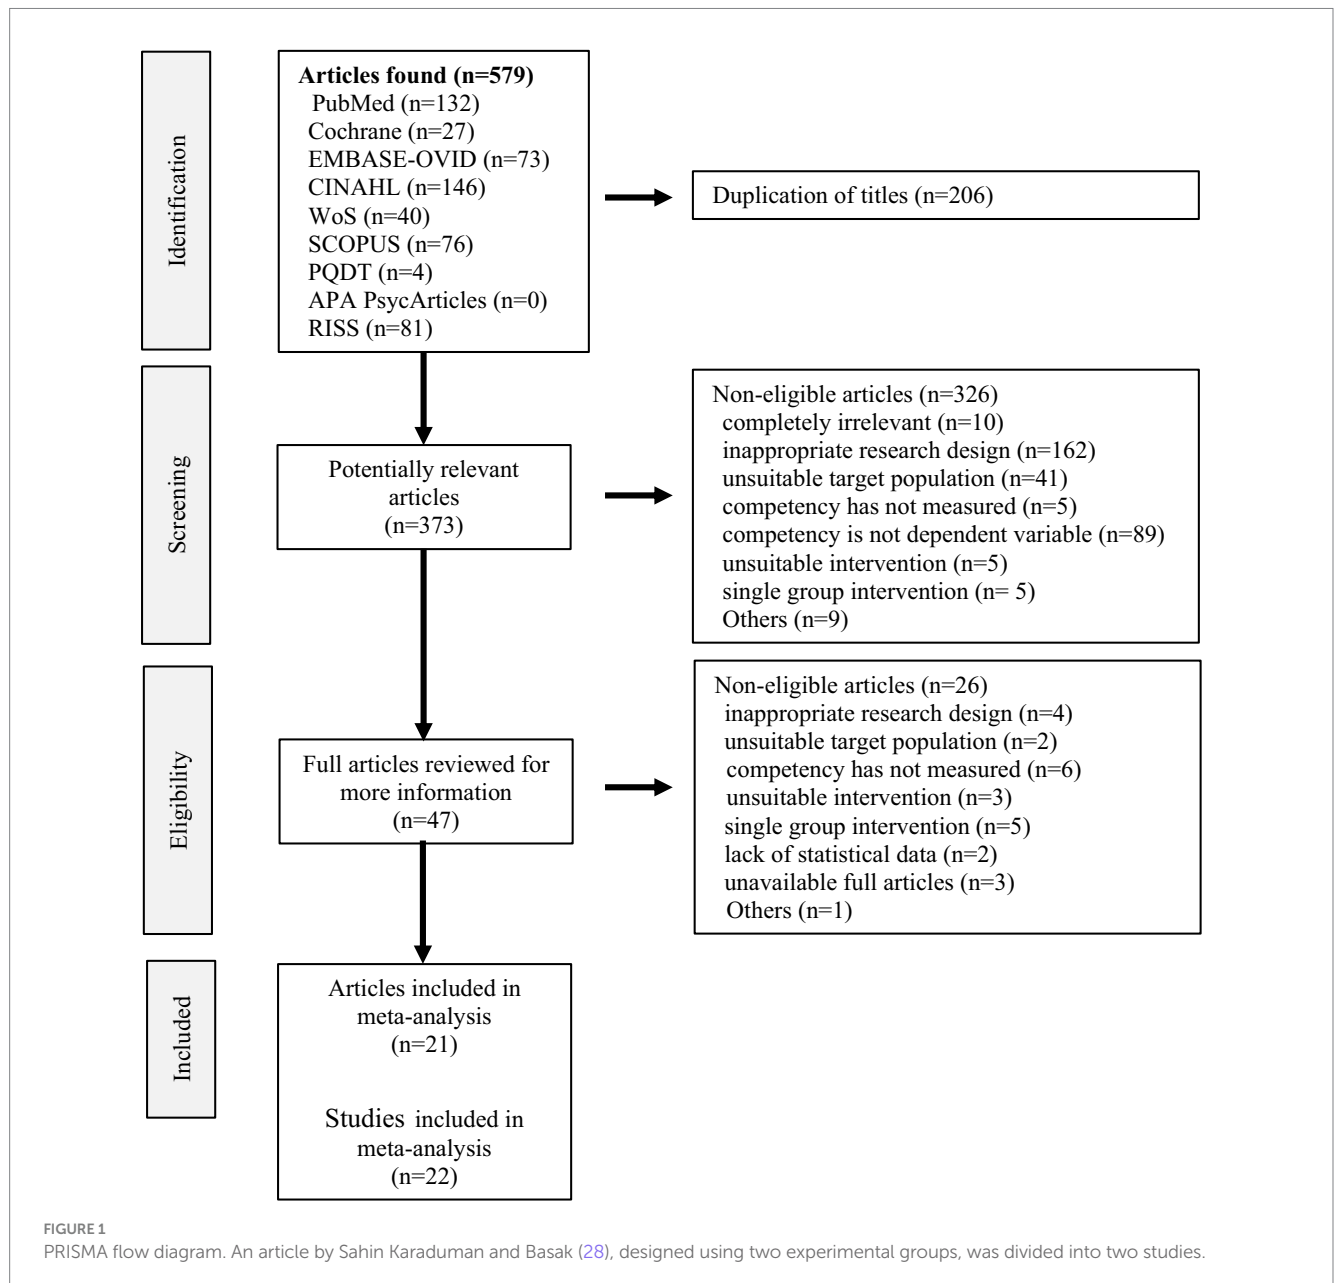 Identification
Articles found (n=579)
PubMed (n=132)
Cochrane (n=27)
EMBASE-OVID (n=73)
CINAHL (n=146)
WoS (n=40)
SCOPUS (n=76)
PQDT (n=4)
APA PsycArticles (n=0)
RISS (n=81)
Duplication of titles (n=206)
Screening
Potentially relevant
articles
(n=373)
Non-eligible articles (n=326)
completely irrelevant (n=10)
inappropriate research design (n=162)
unsuitable target population (n=41)
competency has not measured (n=5)
competency is not dependent variable (n=89)
unsuitable intervention (n=5)
single group intervention (n= 5)
Others (n=9)
Eligibility
Full articles reviewed for
more information
(n=47)
Non-eligible articles (n=26)
inappropriate research design (n=4)
unsuitable target population (n=2)
competency has not measured (n=6)
unsuitable intervention (n=3)
single group intervention (n=5)
lack of statistical data (n=2)
unavailable full articles (n=3)
Others (n=1)
Included
Articles included in
meta-analysis
(n=21)
Studies included in
meta-analysis
(n=22)
FIGURE 1
PRISMA flow diagram. An article by Sahin Karaduman and Basak (28), designed using two experimental groups, was divided into two studies.